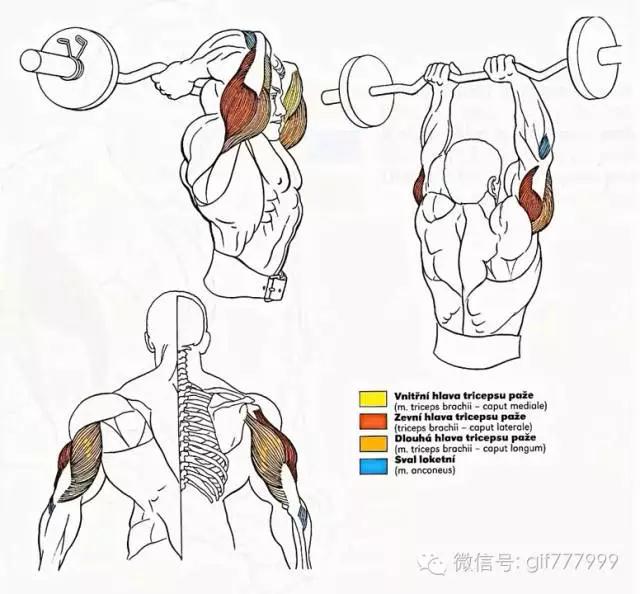 Vnitřní hlava tricepsu paže
(m. triceps brachii – caput mediale)
Zevní hlava tricepsu paže
(triceps brachii – caput laterale)
Dlouhá hlava tricepsu paže
(m. triceps brachii – caput longum)
Sval loketní
(m. anconeus)
微信号: gif777999